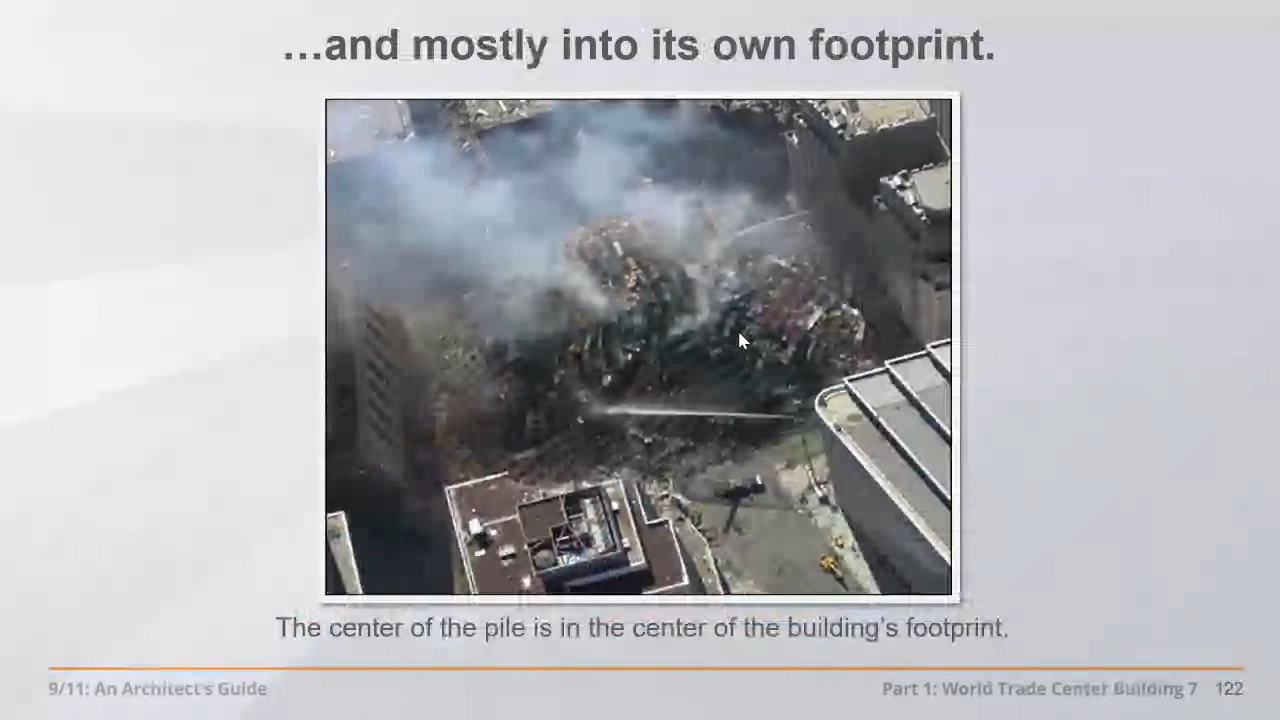 …and mostly into its own footprint.
The center of the pile is in the center of the building's footprint.
9/11: An Architect's Guide
Part 1: World Trade Center Building 7 122